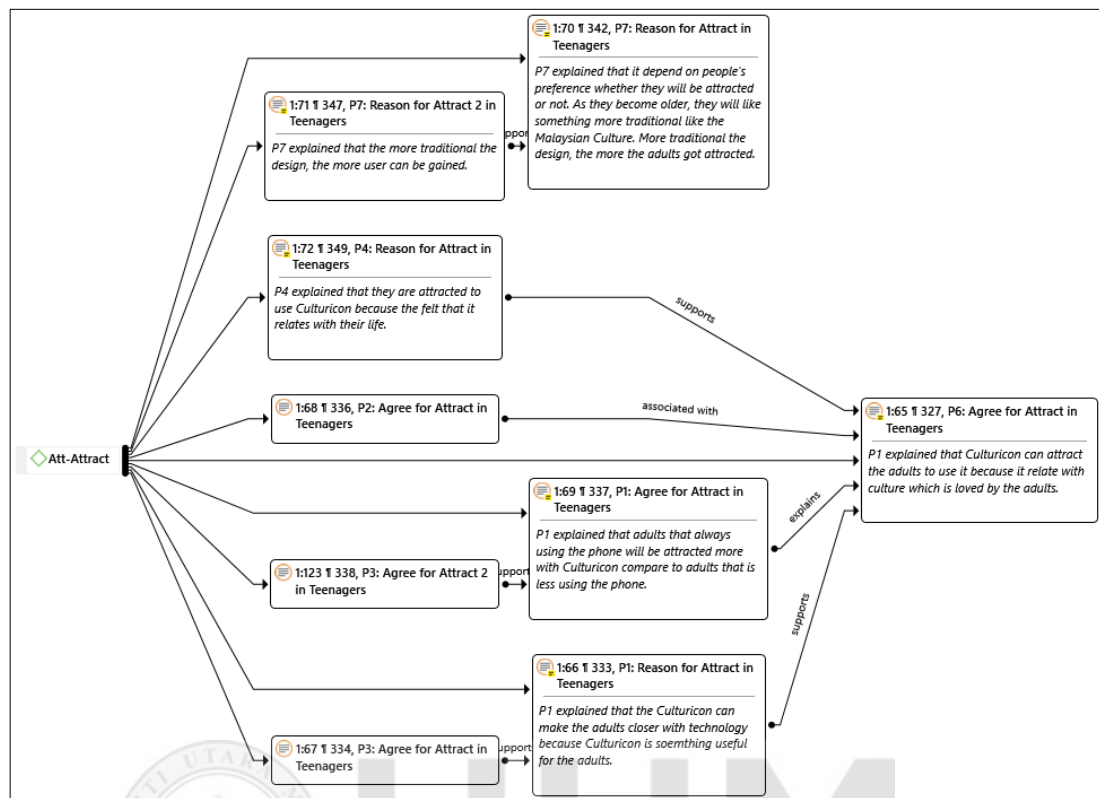 1:70 ¶ 342, P7: Reason for Attract in
Teenagers
P7 explained that it depend on people's
preference whether they will be attracted
or not. As they become older, they will like
something more traditional like the
Malaysian Culture. More traditional the
design, the more the adults got attracted.
1:71 ¶ 347, P7: Reason for Attract 2 in
Teenagers
P7 explained that the more traditional the
design, the more user can be gained.
1:72 ¶ 349, P4: Reason for Attract in
Teenagers
P4 explained that they are attracted to
use Culturicon because the felt that it
relates with their life.
supports
1:68 ¶ 336, P2: Agree for Attract in
Teenagers
associated with
1:65 ¶ 327, P6: Agree for Attract in
Teenagers
P1 explained that Culturicon can attract
the adults to use it because it relate with
culture which is loved by the adults.
Att-Attract
1:69 ¶ 337, P1: Agree for Attract in
Teenagers
P1 explained that adults that always
using the phone will be attracted more
with Culturicon compare to adults that is
less using the phone.
explains
1:123 ¶ 338, P3: Agree for Attract 2
in Teenagers
support
1:66 ¶ 333, P1: Reason for Attract in
Teenagers
P1 explained that the Culturicon can
make the adults closer with technology
because Culturicon is soemthing useful
for the adults.
supports
1:67 ¶ 334, P3: Agree for Attract in
Teenagers
upport